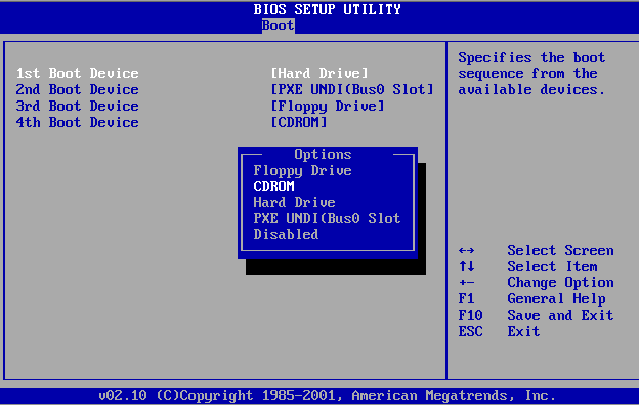 BIOS SETUP UTILITY
Boot
1st Boot Device [Hard Drive]
2nd Boot Device [PXE UNDI(Bus0 Slot]
3rd Boot Device [Floppy Drive]
4th Boot Device [CDROM]
Options
Floppy Drive
CDROM
Hard Drive
PXE UNDI(Bus0 Slot
Disabled
Specifies the boot
sequence from the
available devices.
↔ Select Screen
↑↓ Select Item
+- Change Option
F1 General Help
F10 Save and Exit
ESC Exit
v02.10 (C)Copyright 1985-2001, American Megatrends, Inc.